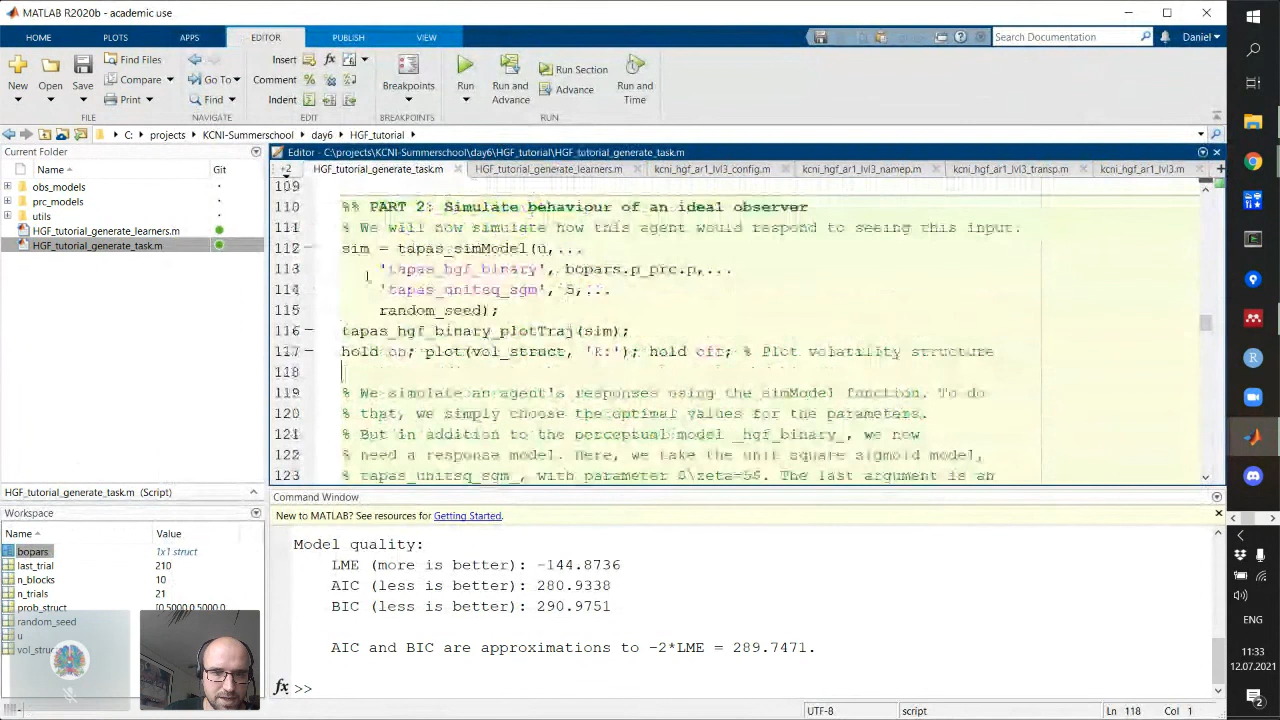 MATLAB R2020b - academic use
HOME PLOTS APPS EDITOR PUBLISH VIEW Search Documentation Daniel
New Open Save Find Files Compare Print
Go To Find
Insert Comment Indent
Breakpoints
Run Run and Advance Run Section Advance Run and Time
FILE NAVIGATE EDIT BREAKPOINTS RUN
C: projects KCNI-Summerschool day6 HGF_tutorial
Current Folder
Name Git
obs_models
prc_models
utils
HGF_tutorial_generate_learners.m
HGF_tutorial_generate_task.m
HGF_tutorial_generate_task.m (Script)
Workspace
Name Value
bopars 1x1 struct
last_trial 210
n_blocks 10
n_trials 21
prob_struct [0.5000,0.5000,0
random_seed
u
vol_struc
Editor - C:\projects\KCNI-Summerschool\day6\HGF_tutorial\HGF_tutorial_generate_task.m
+2 HGF_tutorial_generate_task.m HGF_tutorial_generate_learners.m kcni_hgf_ar1_lvl3_config.m kcni_hgf_ar1_lvl3_namep.m kcni_hgf_ar1_lvl3_transp.m kcni_hgf_ar1_lvl3.m
109
110 %% PART 2: Simulate behaviour of an ideal observer
111 % We will now simulate how this agent would respond to seeing this input.
112 sim = tapas_simModel(u,...
113 'tapas_hgf_binary', bopars.p_prc.p,...
114 'tapas_unitsq_sgm', 5,...
115 random_seed);
116 tapas_hgf_binary_plotTraj(sim);
117 hold on; plot(vol_struct, 'k:'); hold off; % Plot volatility structure
118
119 % We simulate an agent's responses using the simModel function. To do
120 % that, we simply choose the optimal values for the parameters.
121 % But in addition to the perceptual model _hgf_binary_, we now
122 % need a response model. Here, we take the unit square sigmoid model,
123 % tapas_unitsq_sgm_, with parameter $\zeta=5$. The last argument is an
Command Window
New to MATLAB? See resources for Getting Started.
Model quality:
LME (more is better): -144.8736
AIC (less is better): 280.9338
BIC (less is better): 290.9751
AIC and BIC are approximations to -2*LME = 289.7471.
fx >>
UTF-8 script Ln 118 Col 1
ENG
11:33
12.07.2021
2